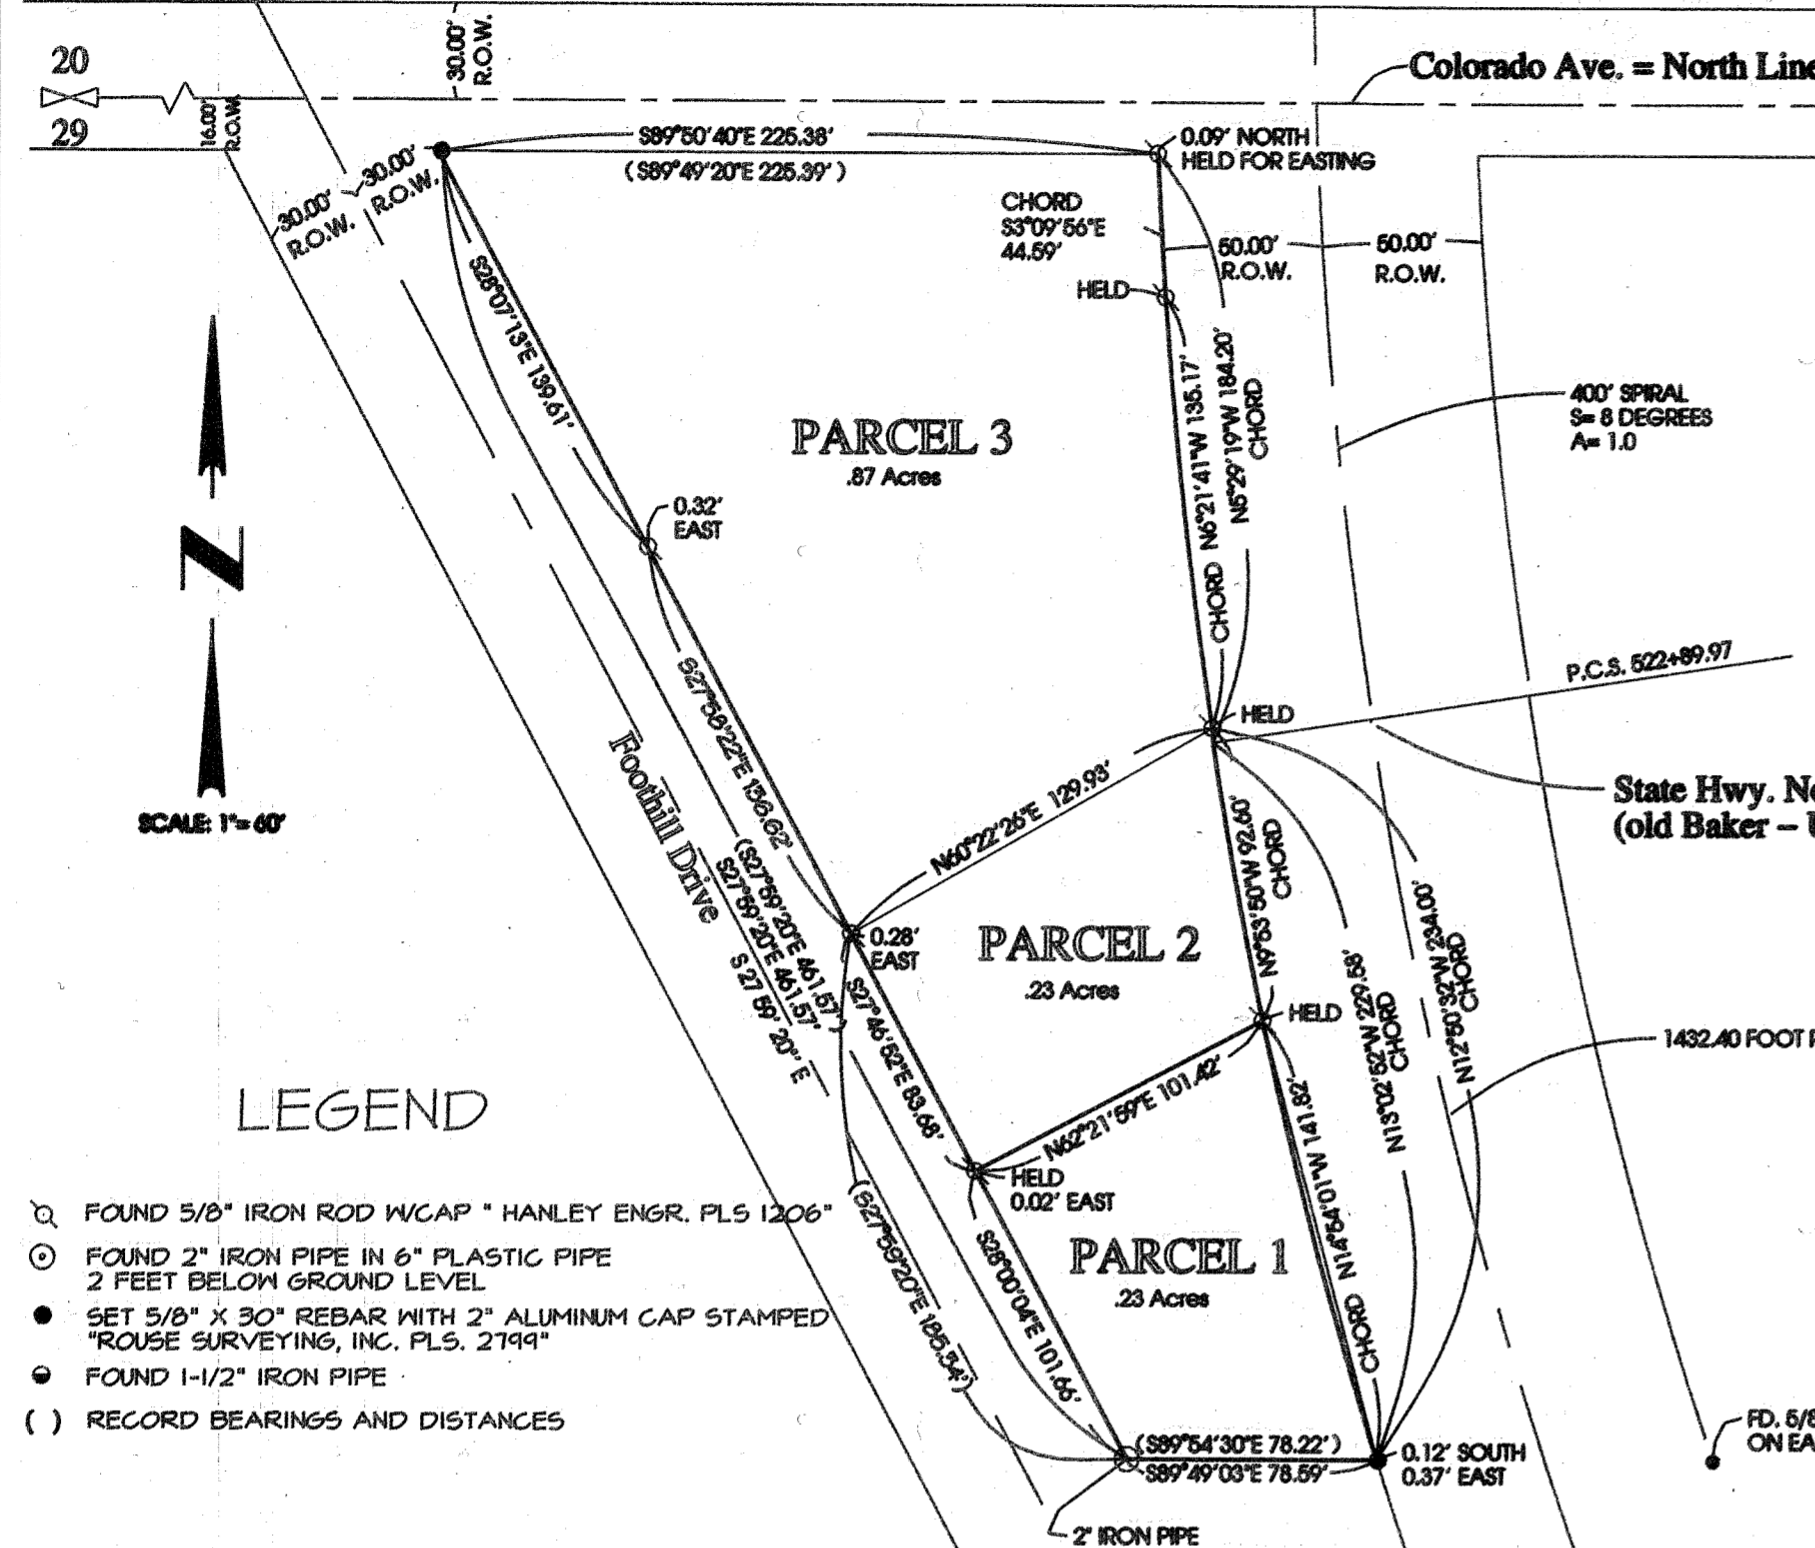 20
29
16.00'
R.O.W.
30.00'
R.O.W.
Colorado Ave. = North Line
30.00'
R.O.W.
30.00'
R.O.W.
S89°50'40"E 225.38'
(S89°49'20"E 225.39')
0.09' NORTH
HELD FOR EASTING
CHORD
S3°09'56"E
44.59'
50.00'
R.O.W.
50.00'
R.O.W.
HELD
S28°07'13"E 139.61'
CHORD N6°21'41"W 135.17'
N5°29'19"W 184.20'
CHORD
400' SPIRAL
S= 8 DEGREES
A= 1.0
PARCEL 3
.87 Acres
0.32'
EAST
N
SCALE: 1"= 60'
S27°58'22"E 136.62'
Foothill Drive
(S27°59'20"E 461.57')
S27°59'20"E 461.57'
S 27 59' 20" E
HELD
P.C.S. 522+89.97
State Hwy. No
(old Baker –
N60°22'26"E 129.93'
N9°53'50"W 92.60'
CHORD
0.28'
EAST
PARCEL 2
.23 Acres
HELD
N13°02'52"W 229.58'
CHORD
N12°50'32"W 234.00'
CHORD
1432.40 FOOT
S27°46'52"E 83.68'
N62°21'59"E 101.42'
HELD
0.02' EAST
CHORD N14°54'01"W 141.82'
PARCEL 1
.23 Acres
S28°00'04"E 101.66'
(S27°59'20"E 185.34')
(S89°54'30"E 78.22')
S89°49'03"E 78.59'
0.12' SOUTH
0.37' EAST
2" IRON PIPE
FD. 5/8
ON EA
LEGEND
FOUND 5/8" IRON ROD W/CAP " HANLEY ENGR. PLS 1206"
FOUND 2" IRON PIPE IN 6" PLASTIC PIPE
2 FEET BELOW GROUND LEVEL
SET 5/8" X 30" REBAR WITH 2" ALUMINUM CAP STAMPED
"ROUSE SURVEYING, INC. PLS. 2799"
FOUND 1-1/2" IRON PIPE
( ) RECORD BEARINGS AND DISTANCES